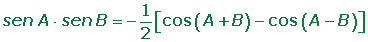 sen A · sen B = -1/2[cos(A+B) - cos(A-B)]